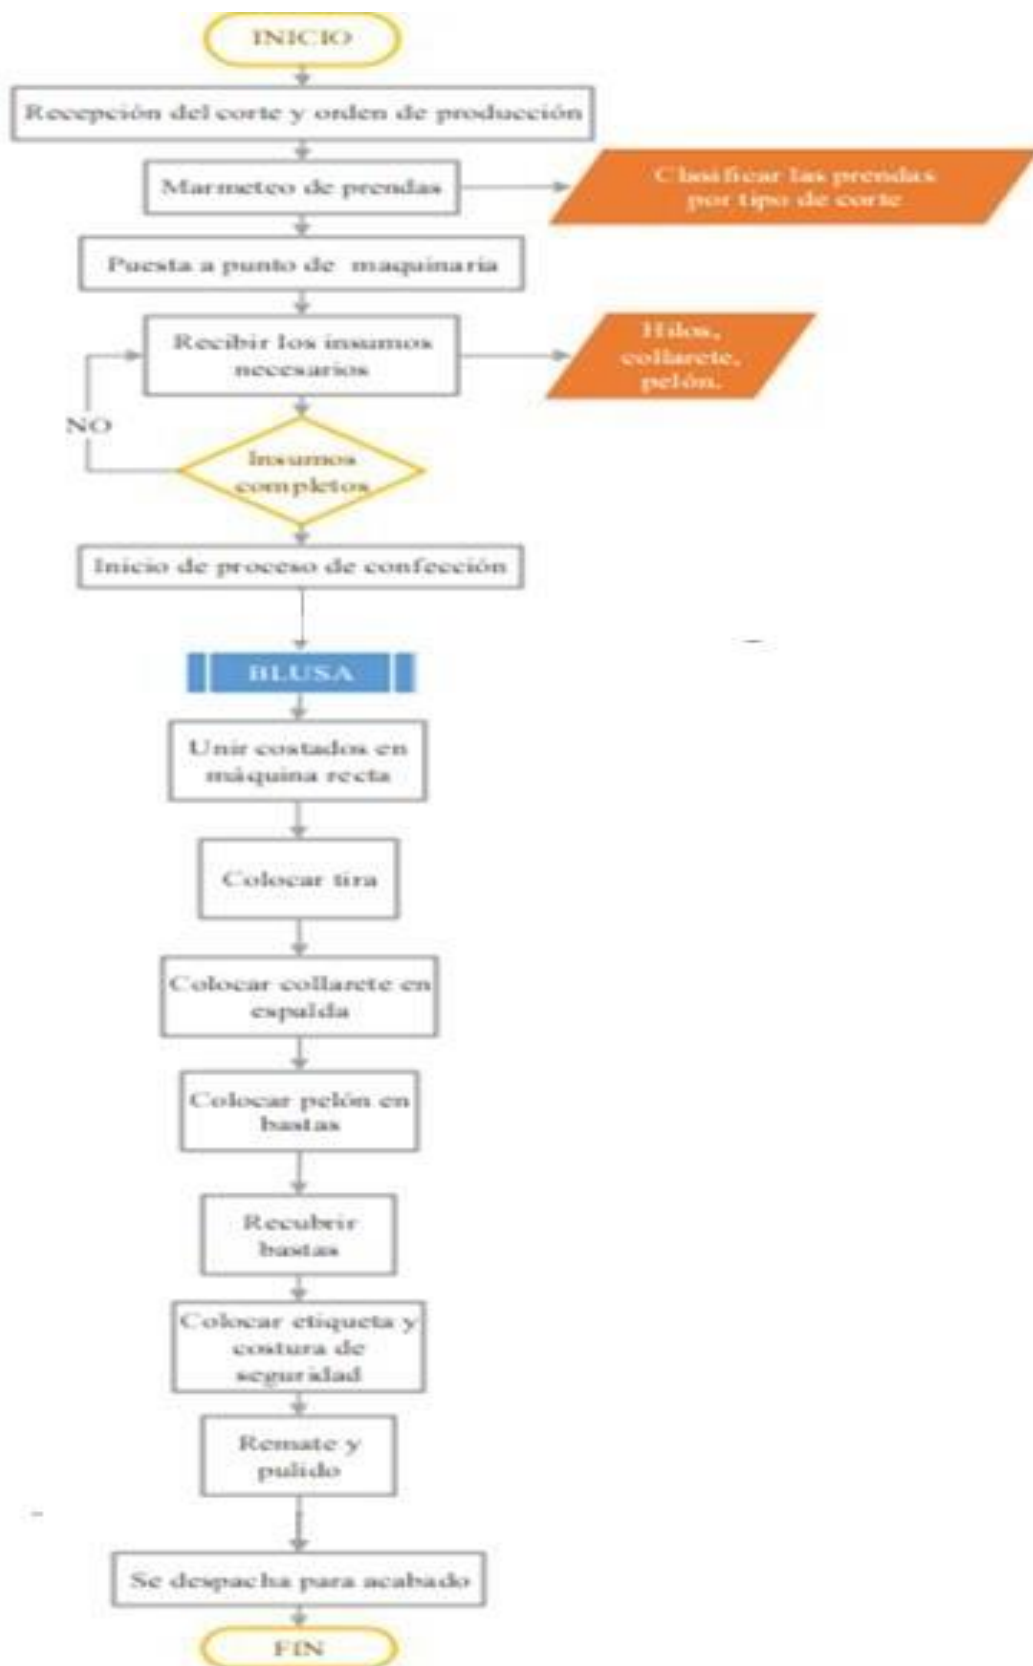 INICIO
Recepción del corte y orden de producción
Marmeteo de prendas
Clasificar las prendas
por tipo de corte
Puesta a punto de maquinaria
Recibir los insumos
necesarios
Hilos,
collarete,
pelón.
NO
Insumos
completos
Inicio de proceso de confección
BLUSA
Unir costados en
máquina recta
Colocar tira
Colocar collarete en
espalda
Colocar pelón en
bastas
Recubrir
bastas
Colocar etiqueta y
costura de
seguridad
Remate y
pulido
Se despacha para acabado
FIN